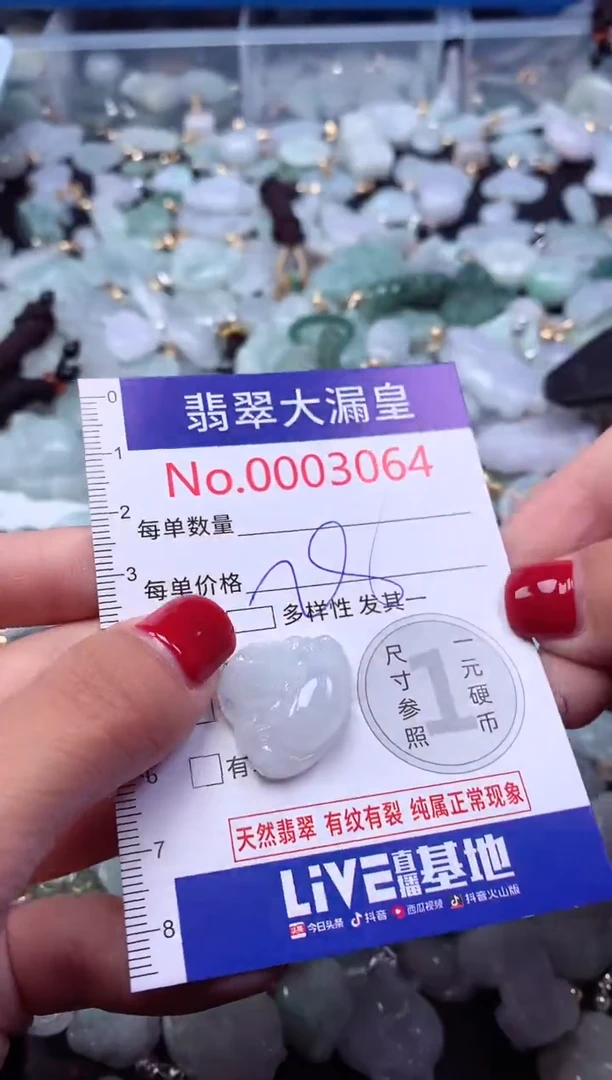 翡翠大漏皇
No.0003064
每单数量
每单价格 28
多样性 发其一
尺寸参照
1
一元硬币
有
天然翡翠 有纹有裂 纯属正常现象
LiVE直播基地
头条 今日头条 抖音 西瓜视频 抖音火山版
0
1
2
3
6
7
8